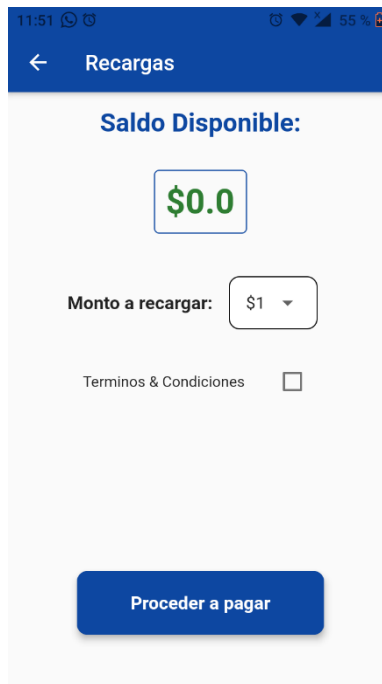 11:51 55 %
Recargas
Saldo Disponible:
$0.0
Monto a recargar: $1
Terminos & Condiciones
Proceder a pagar